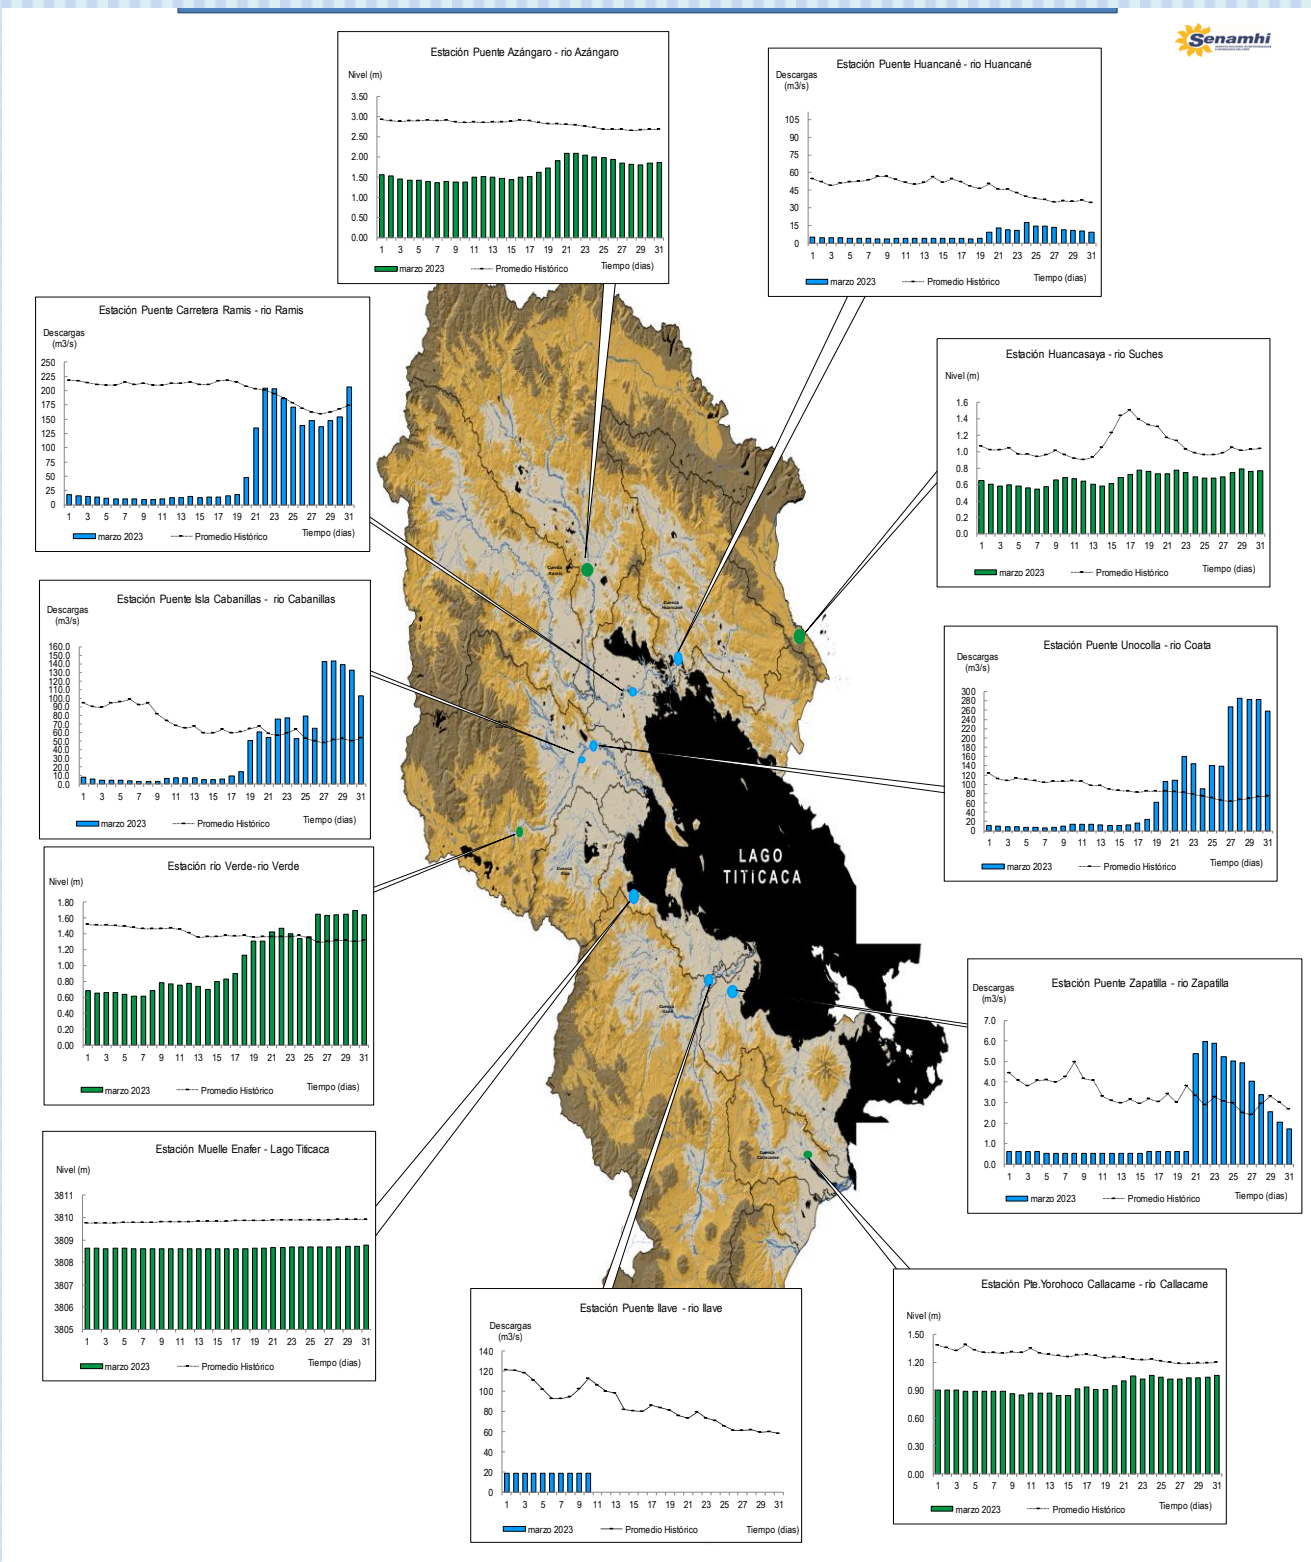 Senamhi
Estación Puente Azángaro - rio Azángaro
Nivel (m)
3.50
3.00
2.50
2.00
1.50
1.00
0.50
0.00
1 3 5 7 9 11 13 15 17 19 21 23 25 27 29 31
marzo 2023 Promedio Histórico Tiempo (dias)
Estación Puente Huancané - rio Huancané
Descargas
(m3/s)
105
90
75
60
45
30
15
0
1 3 5 7 9 11 13 15 17 19 21 23 25 27 29 31
marzo 2023 Promedio Histórico Tiempo (dias)
Estación Puente Carretera Ramis - rio Ramis
Descargas
(m3/s)
250
225
200
175
150
125
100
75
50
25
0
1 3 5 7 9 11 13 15 17 19 21 23 25 27 29 31
marzo 2023 Promedio Histórico Tiempo (dias)
Estación Huancasaya - rio Suches
Nivel (m)
1.6
1.4
1.2
1.0
0.8
0.6
0.4
0.2
0.0
1 3 5 7 9 11 13 15 17 19 21 23 25 27 29 31
marzo 2023 Promedio Histórico Tiempo (dias)
Estación Puente Isla Cabanillas - rio Cabanillas
Descargas
(m3/s)
160.0
150.0
140.0
130.0
120.0
110.0
100.0
90.0
80.0
70.0
60.0
50.0
40.0
30.0
20.0
10.0
0.0
1 3 5 7 9 11 13 15 17 19 21 23 25 27 29 31
marzo 2023 Promedio Histórico Tiempo (dias)
Estación Puente Unocolla - rio Coata
Descargas
(m3/s)
300
280
260
240
220
200
180
160
140
120
100
80
60
40
20
0
1 3 5 7 9 11 13 15 17 19 21 23 25 27 29 31
marzo 2023 Promedio Histórico Tiempo (dias)
Cuenca
Ramis
Cuenca
Huancané
LAGO
TITICACA
Cuenca
Cuenca
Cuenca
Callacame
Estación río Verde- rio Verde
Nivel (m)
1.80
1.60
1.40
1.20
1.00
0.80
0.60
0.40
0.20
0.00
1 3 5 7 9 11 13 15 17 19 21 23 25 27 29 31
marzo 2023 Promedio Histórico Tiempo (dias)
Estación Puente Zapatilla - rio Zapatilla
Descargas
(m3/s)
7.0
6.0
5.0
4.0
3.0
2.0
1.0
0.0
1 3 5 7 9 11 13 15 17 19 21 23 25 27 29 31
marzo 2023 Promedio Histórico Tiempo (dias)
Estación Muelle Enafer - Lago Titicaca
Nivel (m)
3811
3810
3809
3808
3807
3806
3805
1 3 5 7 9 11 13 15 17 19 21 23 25 27 29 31
marzo 2023 Promedio Histórico Tiempo (dias)
Estación Puente Ilave - rio Ilave
Descargas
(m3/s)
140
120
100
80
60
40
20
0
1 3 5 7 9 11 13 15 17 19 21 23 25 27 29 31
marzo 2023 Promedio Histórico Tiempo (dias)
Estación Pte.Yorohoco Callacame - río Callacame
Nivel (m)
1.50
1.20
0.90
0.60
0.30
0.00
1 3 5 7 9 11 13 15 17 19 21 23 25 27 29 31
marzo 2023 Promedio Histórico Tiempo (dias)